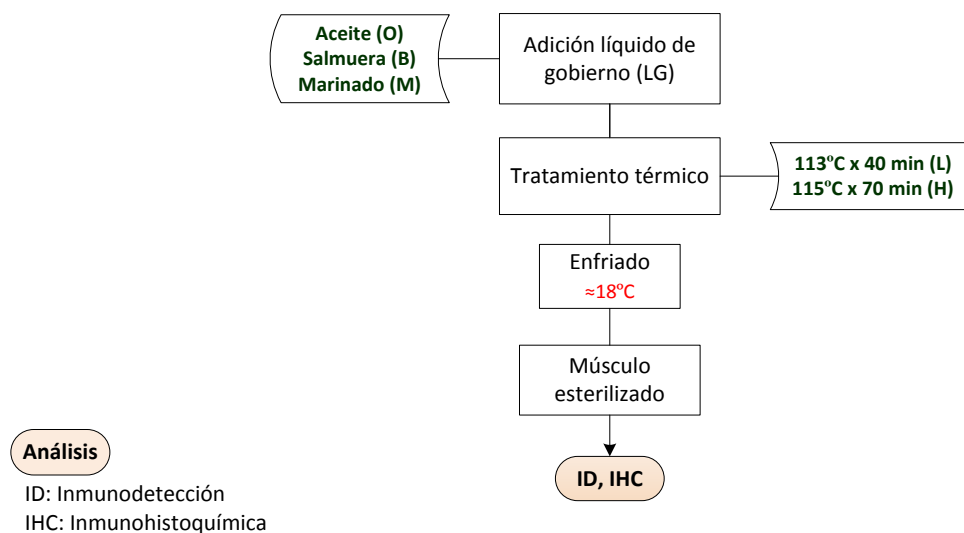 Aceite (O)
Salmuera (B)
Marinado (M)
Adición líquido de
gobierno (LG)
Tratamiento térmico
113ºC x 40 min (L)
115ºC x 70 min (H)
Enfriado
≈18ºC
Músculo
esterilizado
ID, IHC
Análisis
ID: Inmunodetección
IHC: Inmunohistoquímica